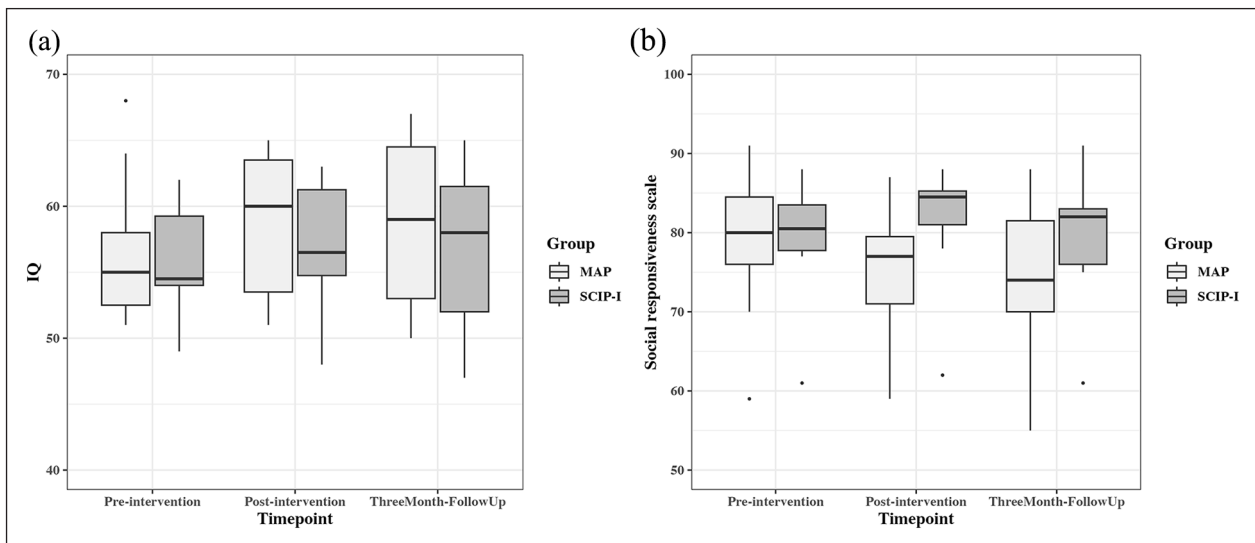 (a)
70
60
50
40
IQ
Pre-intervention Post-intervention ThreeMonth-FollowUp
Timepoint
Group
MAP
SCIP-I
(b)
100
90
80
70
60
50
Social responsiveness scale
Pre-intervention Post-intervention ThreeMonth-FollowUp
Timepoint
Group
MAP
SCIP-I